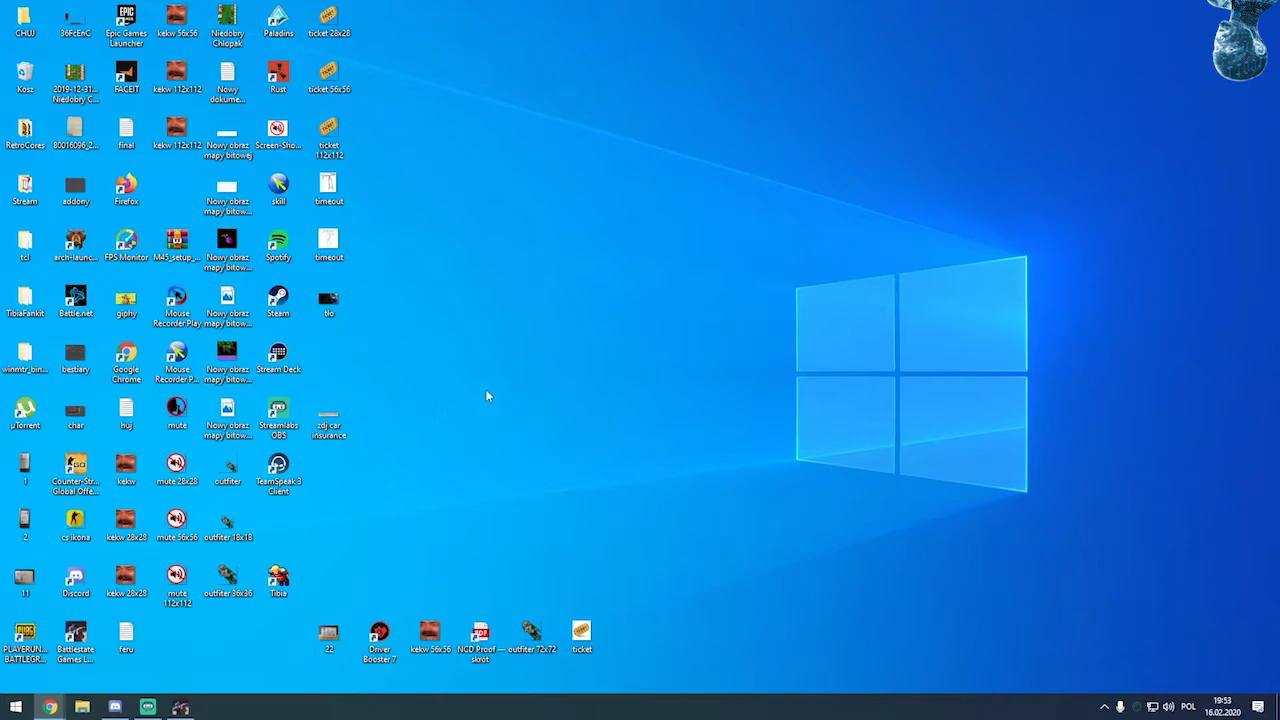 CHUJ
36FcEnC
Epic Games
Launcher
kekw 56x56
Niedobry
Chlopak
Paladins
ticket 28x28
Kosz
2019-12-31...
Niedobry C...
FACEIT
kekw 112x112
Nowy
dokume...
Rust
ticket 56x56
RetroCores
80016096_2...
final
kekw 112x112
Nowy obraz
mapy bitowej
Screen-Sho...
ticket
112x112
Stream
addony
Firefox
Nowy obraz
mapy bitow...
skill
timeout
tcl
arch-launc...
FPS Monitor
M45_setup_...
Nowy obraz
mapy bitow...
Spotify
timeout
TibiaFankit
Battle.net
giphy
Mouse
Recorder Play
Nowy obraz
mapy bitow...
Steam
tło
winmtr_bin...
bestiary
Google
Chrome
Mouse
Recorder P...
Nowy obraz
mapy bitow...
Stream Deck
µTorrent
char
huj
mute
Nowy obraz
mapy bitow...
Streamlabs
OBS
zdj car
insurance
1
Counter-Str...
Global Offe...
kekw
mute 28x28
outfiter
TeamSpeak 3
Client
2
cs ikona
kekw 28x28
mute 56x56
outfiter 18x18
11
Discord
kekw 28x28
mute
112x112
outfiter 36x36
Tibia
PLAYERUN...
BATTLEGR...
Battlestate
Games L...
feru
22
Driver
Booster 7
kekw 56x56
NCD Proof —
skrót
outfiter 72x72
ticket
POL
19:53
16.02.2020